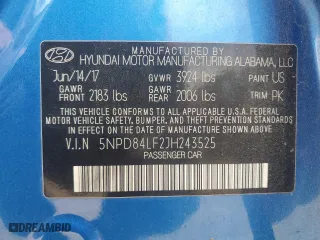 MANUFACTURED BY
HYUNDAI MOTOR MANUFACTURING ALABAMA, LLC
Jun/14/17 GVWR 3924 lbs PAINT US
GAWR FRONT 2183 lbs GAWR REAR 2006 lbs TRIM PK
THIS VEHICLE CONFORMS TO ALL APPLICABLE U.S. FEDERAL
MOTOR VEHICLE SAFETY, BUMPER, AND THEFT PREVENTION
STANDARDS IN EFFECT ON THE DATE OF MANUFACTURE
SHOWN ABOVE.
V.I.N 5NPD84LF2JH243525
PASSENGER CAR
DREAMBID